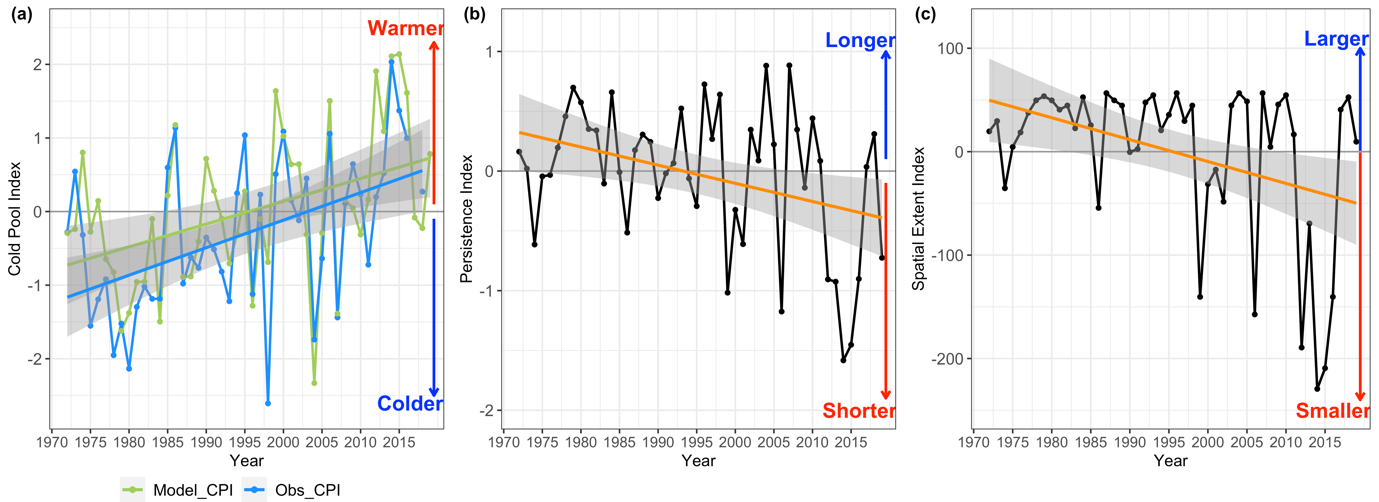 (a)
Warmer
Cold Pool Index
2
1
0
-1
-2
Colder
1970 1975 1980 1985 1990 1995 2000 2005 2010 2015
Year
Model_CPI Obs_CPI
(b)
Longer
Persistence Index
1
0
-1
-2
Shorter
1970 1975 1980 1985 1990 1995 2000 2005 2010 2015
Year
(c)
Larger
Spatial Extent Index
100
0
-100
-200
Smaller
1970 1975 1980 1985 1990 1995 2000 2005 2010 2015
Year